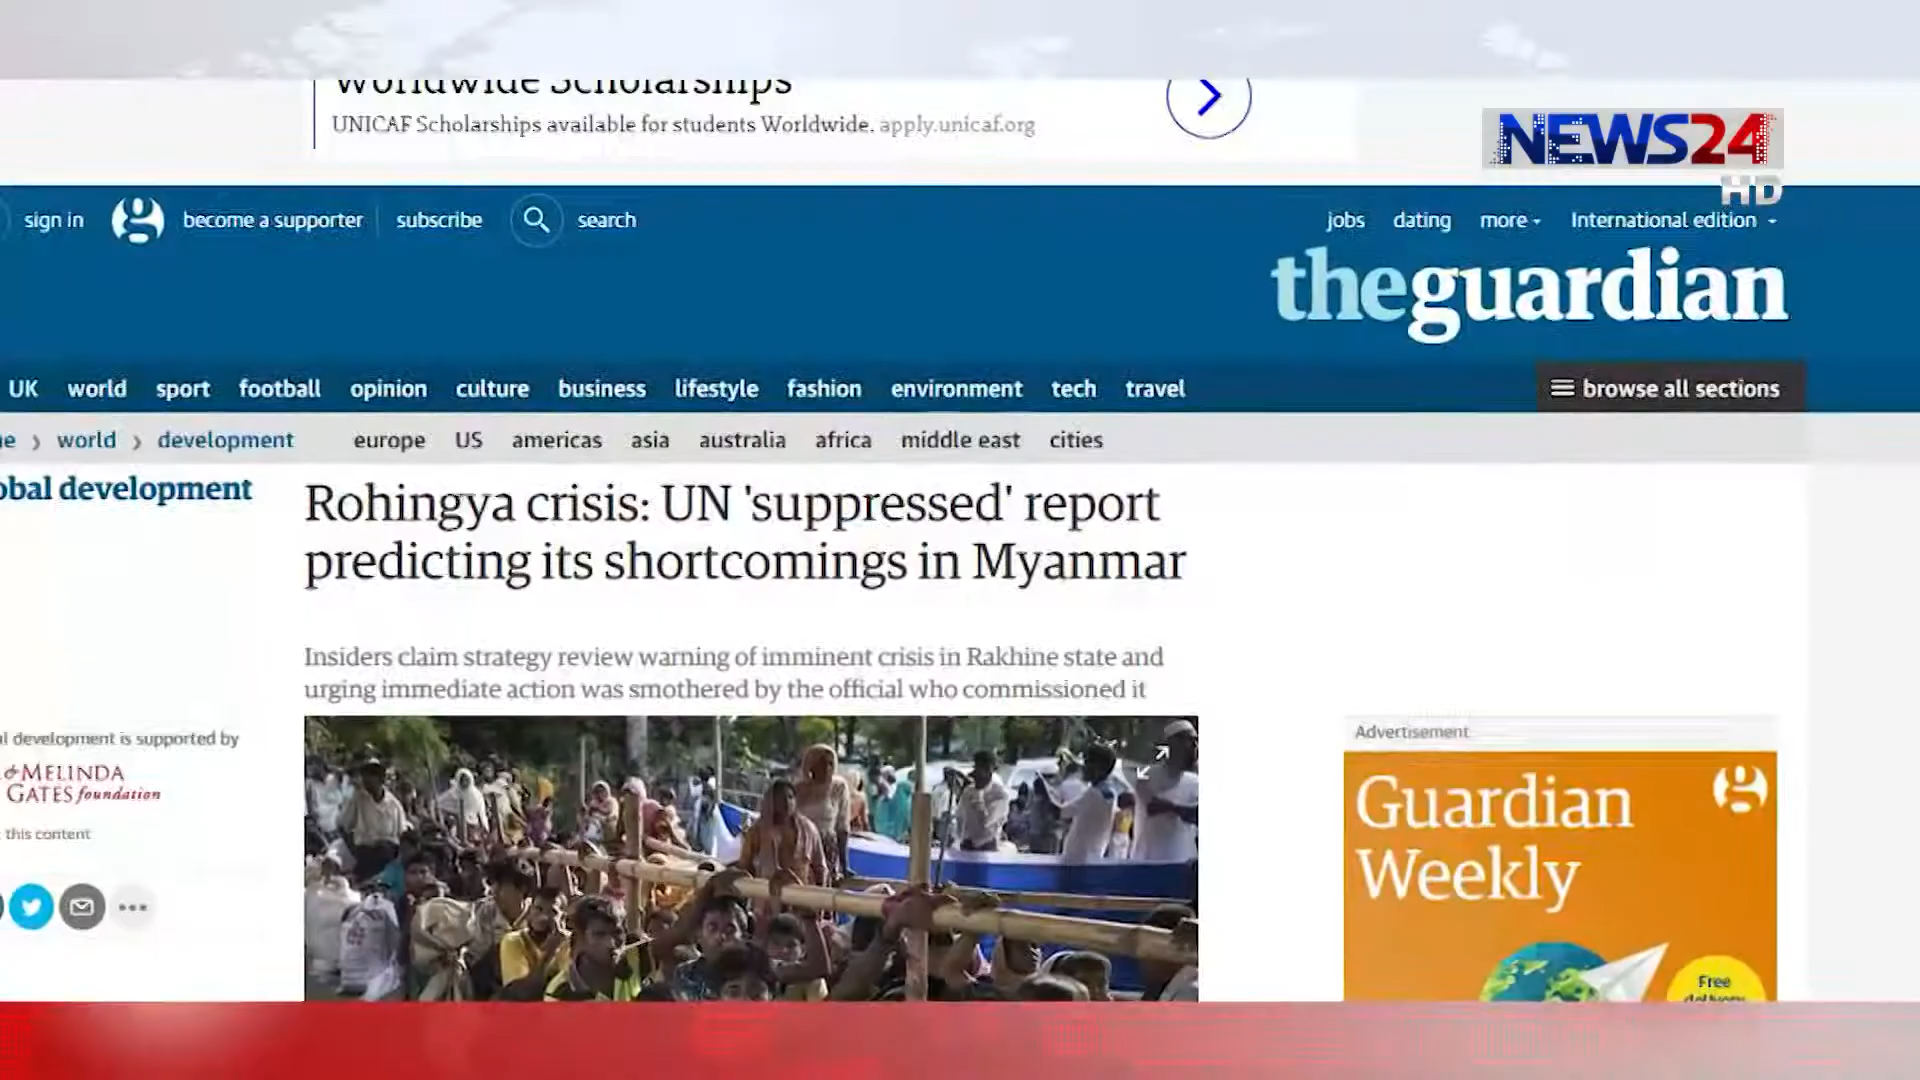 Worldwide Scholarships
UNICAF Scholarships available for students Worldwide. apply.unicaf.org
NEWS24
HD
sign in
become a supporter
subscribe
search
jobs
dating
more
International edition
theguardian
UK world sport football opinion culture business lifestyle fashion environment tech travel
browse all sections
world › development
europe US americas asia australia africa middle east cities
development
Rohingya crisis: UN 'suppressed' report
predicting its shortcomings in Myanmar
Insiders claim strategy review warning of imminent crisis in Rakhine state and
urging immediate action was smothered by the official who commissioned it
development is supported by
& MELINDA
GATES foundation
this content
Advertisement
Guardian
Weekly
Free
delivery